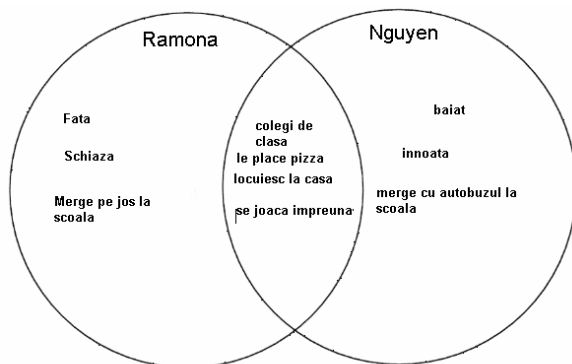 Ramona
Nguyen
Fata
Schiaza
Merge pe jos la
scoala
colegi de
clasa
le place pizza
locuiesc la casa
se joaca impreuna
baiat
innoata
merge cu autobuzul la
scoala